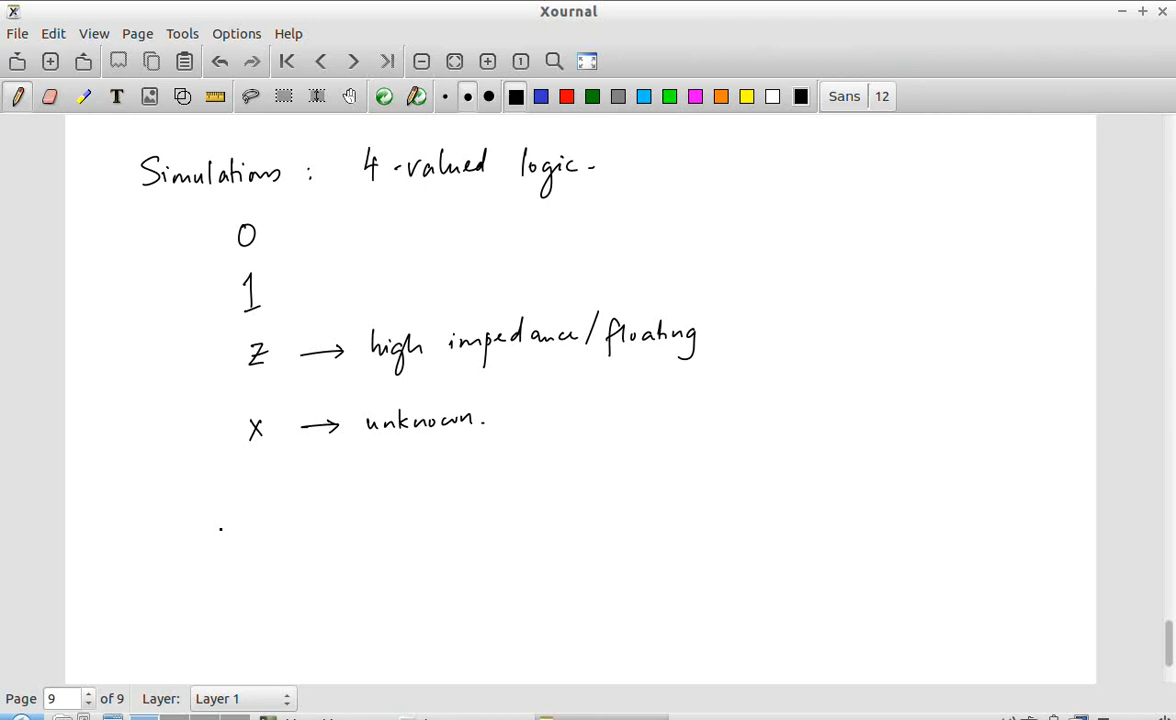 Xournal
File Edit View Page Tools Options Help
Sans 12
Simulations : 4-valued logic-
0
1
Z → high impedance/floating
X → unknown.
Page 9 of 9 Layer: Layer 1